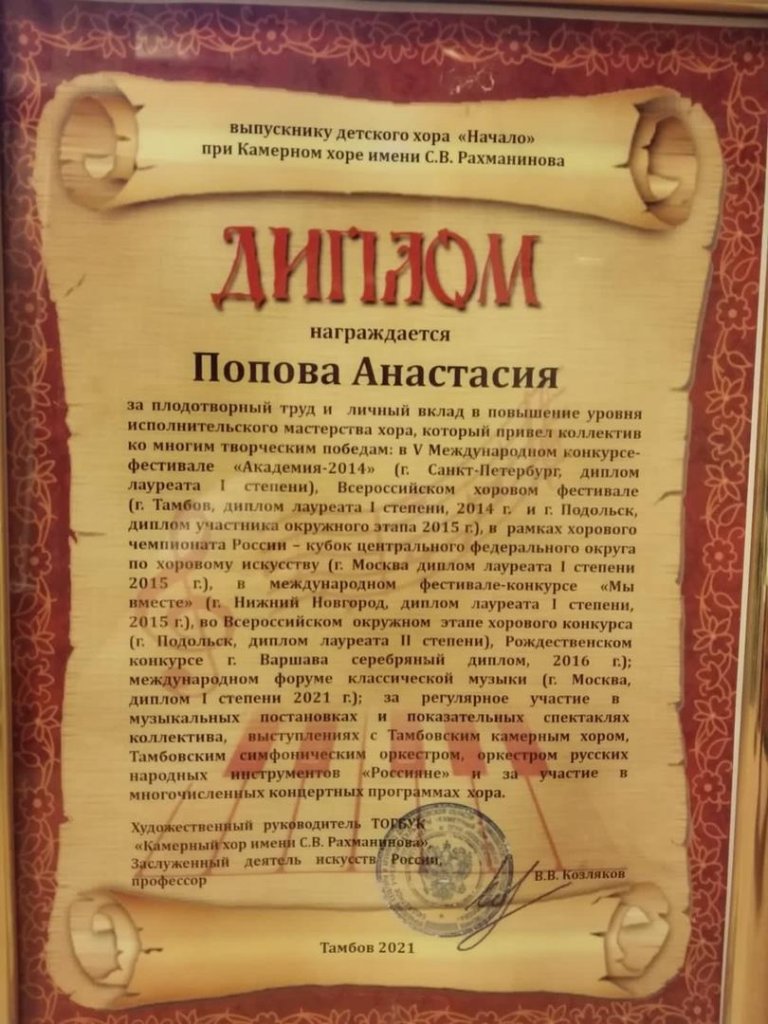 выпускнику детского хора «Начало»
при Камерном хоре имени С.В. Рахманинова
ДИПЛОМ
награждается
Попова Анастасия
за плодотворный труд и личный вклад в повышение уровня
исполнительского мастерства хора, который привел коллектив
ко многим творческим победам: в V Международном конкурсе-
фестивале «Академия-2014» (г. Санкт-Петербург, диплом
лауреата I степени), Всероссийском хоровом фестивале
(г. Тамбов, диплом лауреата I степени, 2014 г. и г. Подольск,
диплом участника окружного этапа 2015 г.), в рамках хорового
чемпионата России – кубок центрального федерального округа
по хоровому искусству (г. Москва диплом лауреата I степени
2015 г.), в международном фестивале-конкурсе «Мы
вместе» (г. Нижний Новгород, диплом лауреата I степени,
2015 г.), во Всероссийском окружном этапе хорового конкурса
(г. Подольск, диплом лауреата II степени), Рождественском
конкурсе г. Варшава серебряный диплом, 2016 г.);
международном форуме классической музыки (г. Москва,
диплом I степени 2021 г.); за регулярное участие в
музыкальных постановках и показательных спектаклях
коллектива, выступлениях с Тамбовским камерным хором,
Тамбовским симфоническим оркестром, оркестром русских
народных инструментов «Россияне» и за участие в
многочисленных концертных программах хора.
Художественный руководитель ТОГБУК
«Камерный хор имени С.В. Рахманинова»,
Заслуженный деятель искусств России,
профессор В.В. Козляков
Тамбов 2021